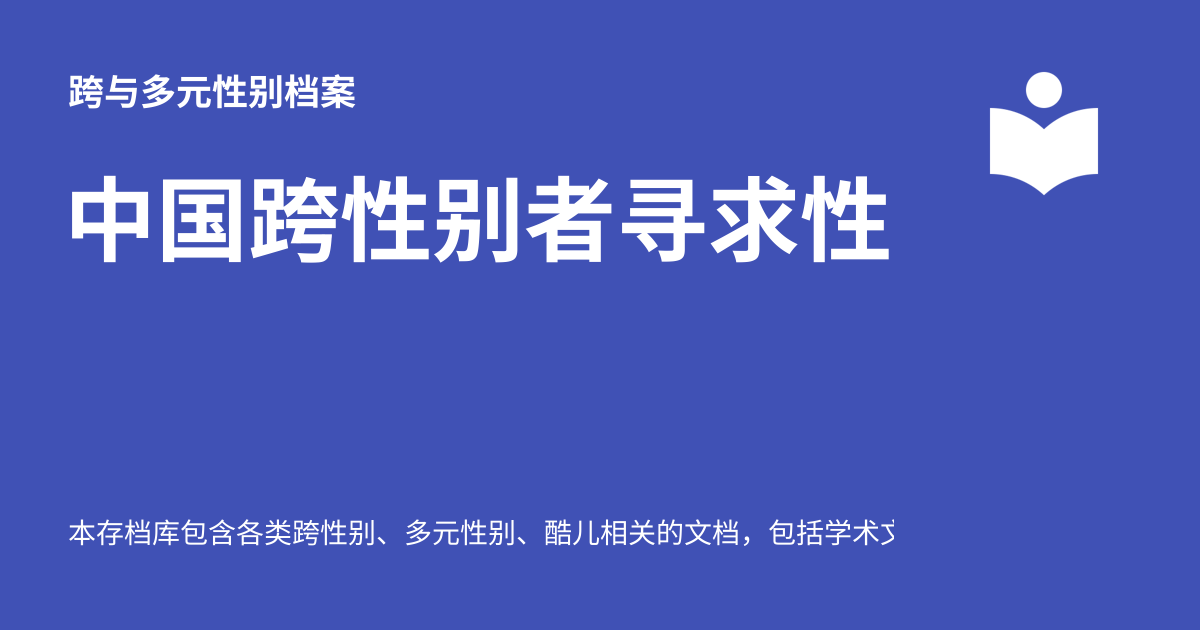 跨与多元性别档案
中国跨性别者寻求性
本存档库包含各类跨性别、多元性别、酷儿相关的文档，包括学术